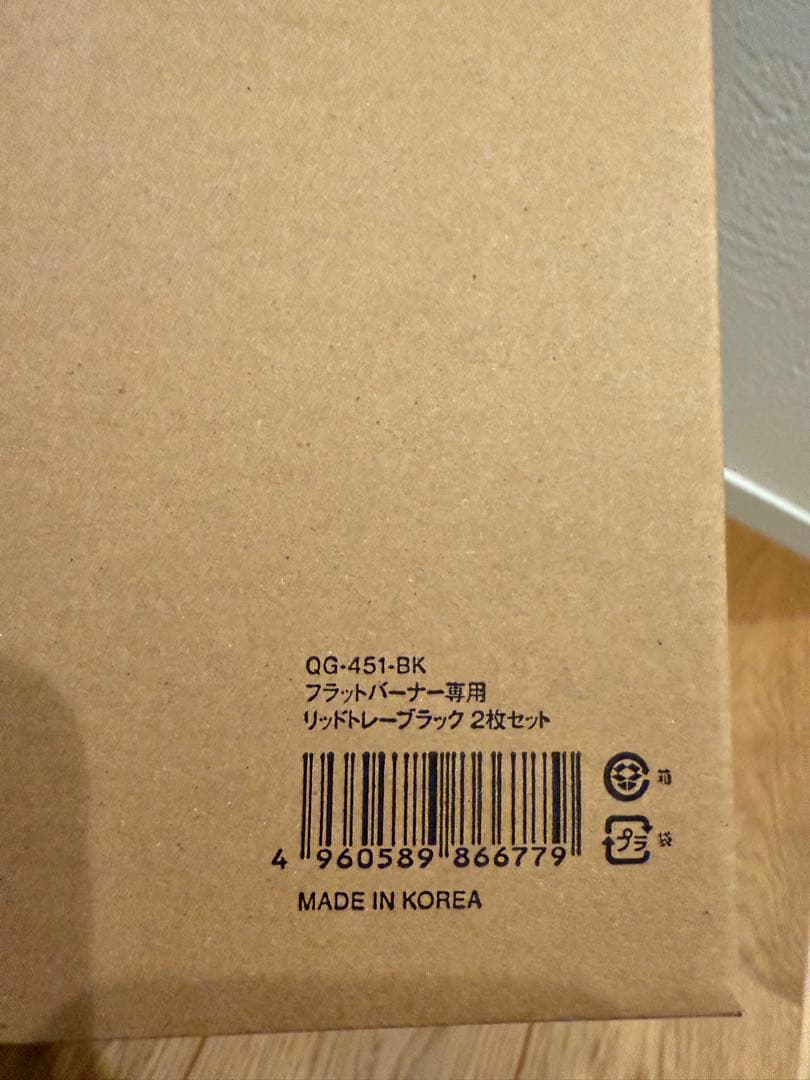 QG-451-BK
フラットバーナー専用
リッドトレーブラック 2枚セット
箱
プラ 袋
4 960589 866779
MADE IN KOREA